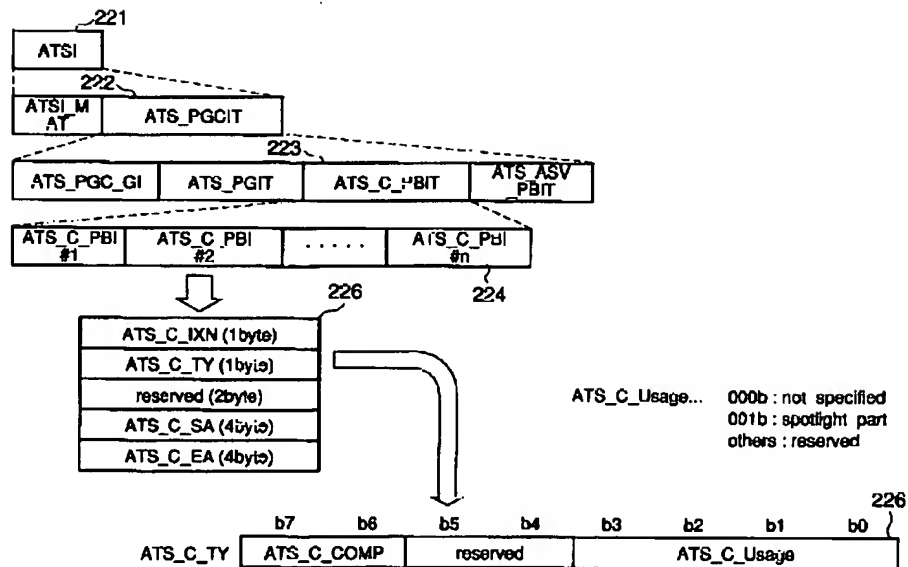 221
ATSI
222
ATSI_M
AT
ATS_PGCIT
223
ATS_PGC_GI
ATS_PGIT
ATS_C_PBIT
ATS_ASV
_PBIT
ATS_C_PBI
#1
ATS_C_PBI
#2
.....
ATS_C_PBI
#n
224
226
ATS_C_IXN (1byte)
ATS_C_TY (1byte)
reserved (2byte)
ATS_C_SA (4byte)
ATS_C_EA (4byte)
ATS_C_Usage... 000b : not specified
001b : spotlight part
others : reserved
226
b7 b6 b5 b4 b3 b2 b1 b0
ATS_C_TY ATS_C_COMP reserved ATS_C_Usage